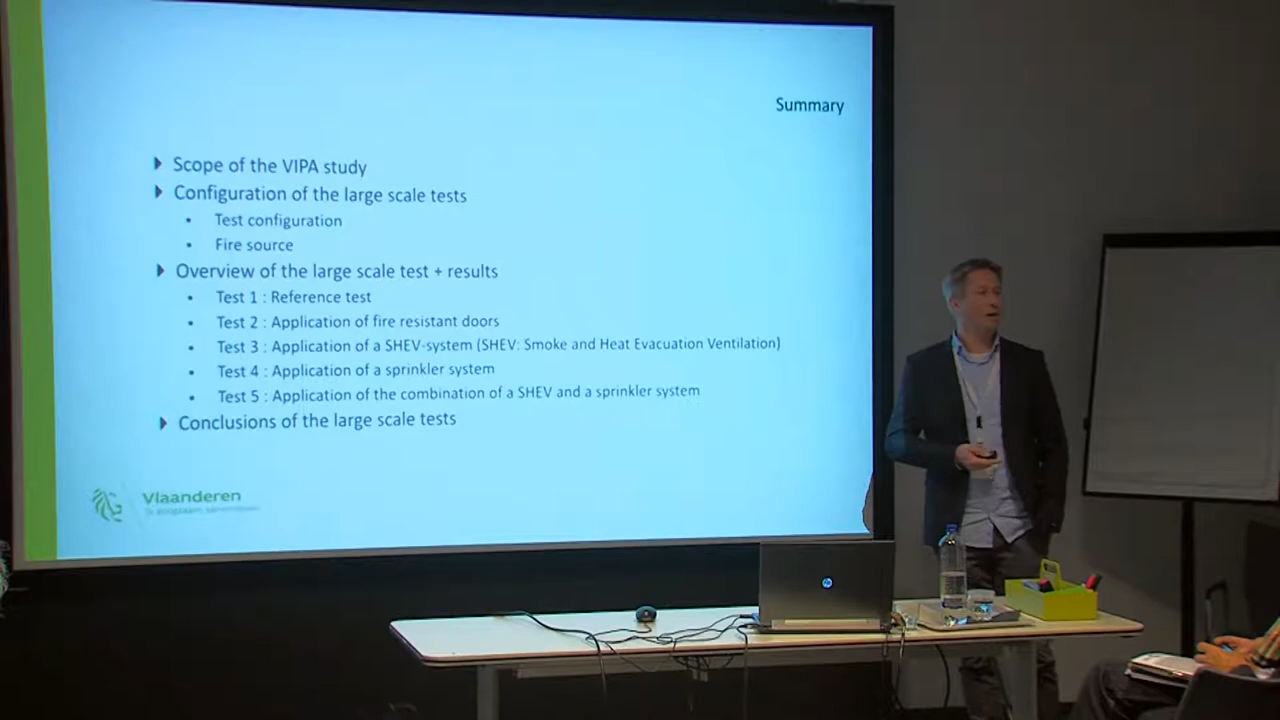 Summary
Scope of the VIPA study
Configuration of the large scale tests
Test configuration
Fire source
Overview of the large scale test + results
Test 1 : Reference test
Test 2 : Application of fire resistant doors
Test 3 : Application of a SHEV-system (SHEV: Smoke and Heat Evacuation Ventilation)
Test 4 : Application of a sprinkler system
Test 5 : Application of the combination of a SHEV and a sprinkler system
Conclusions of the large scale tests
Vlaanderen
hp